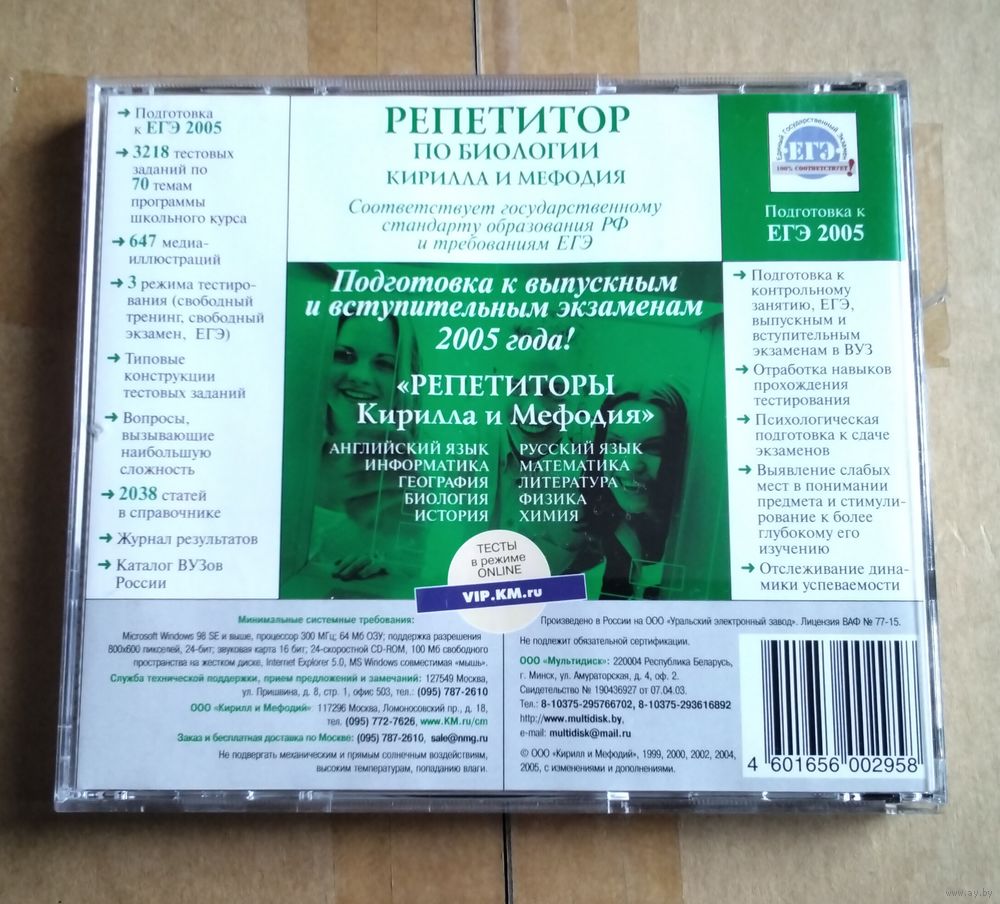 ➜ Подготовка
к ЕГЭ 2005
➜ 3218 тестовых
заданий по
70 темам
программы
школьного курса
➜ 647 медиа-
иллюстраций
➜ 3 режима тестиро-
вания (свободный
тренинг, свободный
экзамен, ЕГЭ)
➜ Типовые
конструкции
тестовых заданий
➜ Вопросы,
вызывающие
наибольшую
сложность
➜ 2038 статей
в справочнике
➜ Журнал результатов
➜ Каталог ВУЗов
России
РЕПЕТИТОР
ПО БИОЛОГИИ
КИРИЛЛА И МЕФОДИЯ
Соответствует государственному
стандарту образования РФ
и требованиям ЕГЭ
Подготовка к выпускным
и вступительным экзаменам
2005 года!
«РЕПЕТИТОРЫ
Кирилла и Мефодия»
АНГЛИЙСКИЙ ЯЗЫК
ИНФОРМАТИКА
ГЕОГРАФИЯ
БИОЛОГИЯ
ИСТОРИЯ
РУССКИЙ ЯЗЫК
МАТЕМАТИКА
ЛИТЕРАТУРА
ФИЗИКА
ХИМИЯ
ТЕСТЫ
в режиме
ONLINE
VIP.KM.ru
Единый Государственный Экзамен
ЕГЭ
100% СООТВЕТСТВУЕТ!
Подготовка к
ЕГЭ 2005
➜ Подготовка к
контрольному
занятию, ЕГЭ,
выпускным и
вступительным
экзаменам в ВУЗ
➜ Отработка навыков
прохождения
тестирования
➜ Психологическая
подготовка к сдаче
экзаменов
➜ Выявление слабых
мест в понимании
предмета и стимули-
рование к более
глубокому его
изучению
➜ Отслеживание дина-
мики успеваемости
Минимальные системные требования:
Microsoft Windows 98 SE и выше, процессор 300 МГц; 64 Мб ОЗУ; поддержка разрешения
800x600 пикселей, 24-бит; звуковая карта 16 бит; 24-скоростной CD-ROM, 100 Мб свободного
пространства на жестком диске, Internet Explorer 5.0, MS Windows совместимая «мышь».
Служба технической поддержки, прием предложений и замечаний: 127549 Москва,
ул. Пришвина, д. 8, стр. 1, офис 503, тел.: (095) 787-2610
ООО «Кирилл и Мефодий»: 117296 Москва, Ломоносовский пр., д. 18,
тел. (095) 772-7626, www.KM.ru/cm
Заказ и бесплатная доставка по Москве: (095) 787-2610, sale@nmg.ru
Не подвергать механическим и прямым солнечным воздействиям,
высоким температурам, попаданию влаги.
Произведено в России на ООО «Уральский электронный завод». Лицензия ВАФ № 77-15.
Не подлежит обязательной сертификации.
ООО «Мультидиск»: 220004 Республика Беларусь,
г. Минск, ул. Амураторская, д. 4, оф. 2.
Свидетельство № 190436927 от 07.04.03.
Тел.: 8-10375-295766702, 8-10375-293616892
http://www.multidisk.by,
e-mail: multidisk@mail.ru
© ООО «Кирилл и Мефодий», 1999, 2000, 2002, 2004,
2005, с изменениями и дополнениями.
4 601656 002958
www.ay.by